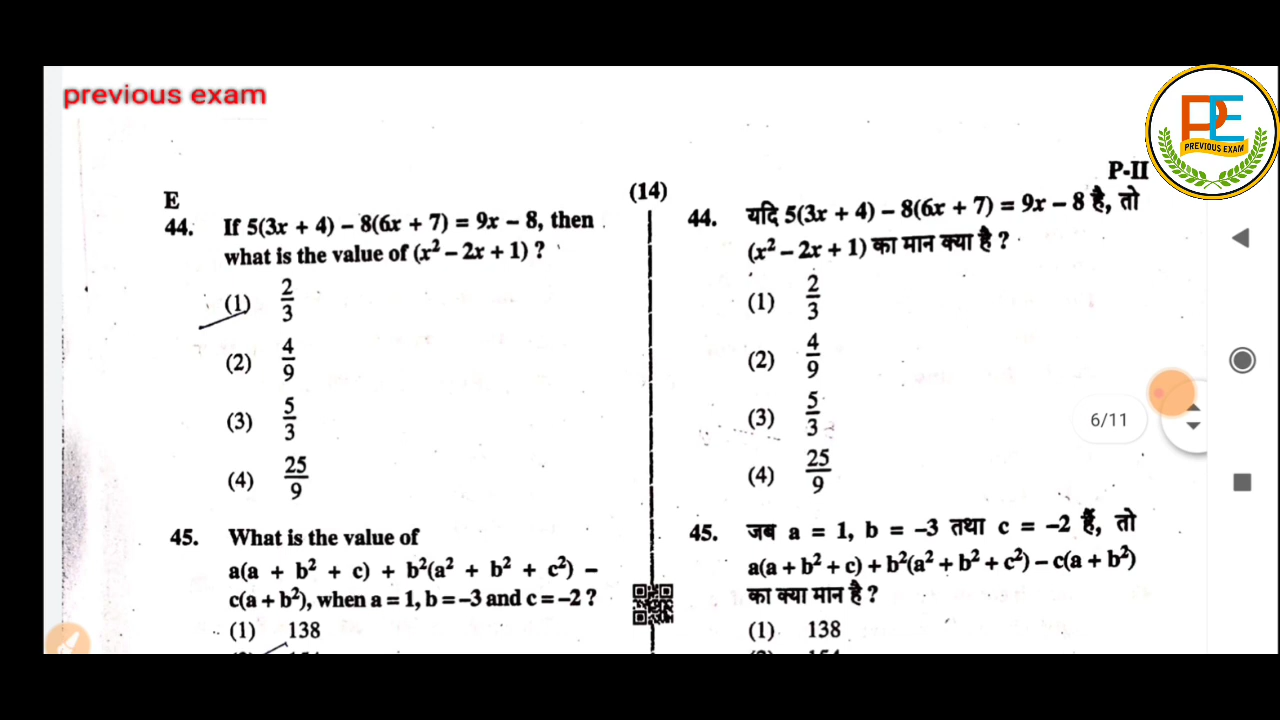 previous exam
PE
PREVIOUS EXAM
P-II
E
(14)
44. If 5(3x + 4) – 8(6x + 7) = 9x – 8, then
what is the value of (x² – 2x + 1) ?
(1) 2/3
(2) 4/9
(3) 5/3
(4) 25/9
45. What is the value of
a(a + b² + c) + b²(a² + b² + c²) –
c(a + b²), when a = 1, b = –3 and c = –2 ?
(1) 138
44. यदि 5(3x + 4) – 8(6x + 7) = 9x – 8 है, तो
(x² – 2x + 1) का मान क्या है ?
(1) 2/3
(2) 4/9
(3) 5/3
(4) 25/9
45. जब a = 1, b = –3 तथा c = –2 हैं, तो
a(a + b² + c) + b²(a² + b² + c²) – c(a + b²)
का क्या मान है ?
(1) 138
6/11